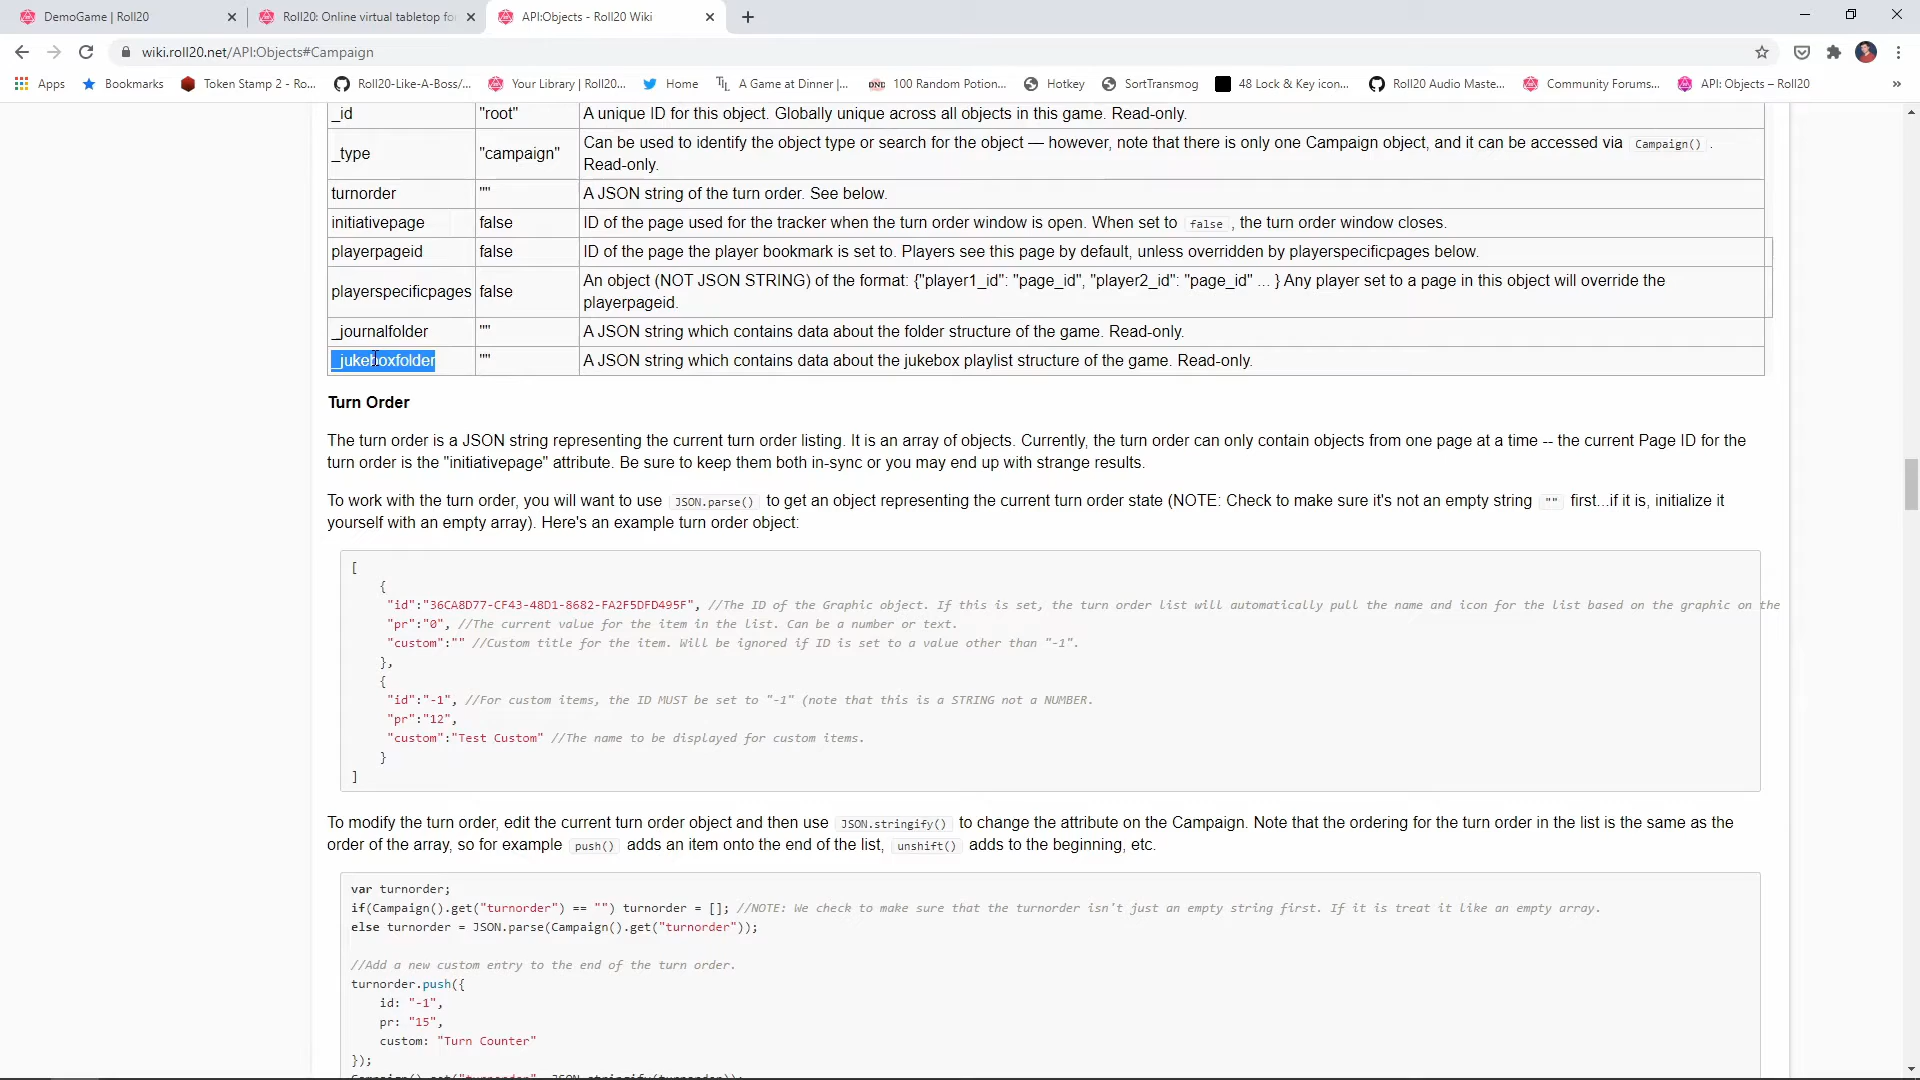 DemoGame | Roll20
Roll20: Online virtual tabletop fo
API:Objects - Roll20 Wiki
wiki.roll20.net/API:Objects#Campaign
Apps Bookmarks Token Stamp 2 - Ro... Roll20-Like-A-Boss/... Your Library | Roll20... Home A Game at Dinner |... 100 Random Potion... Hotkey SortTransmog 48 Lock & Key icon... Roll20 Audio Maste... Community Forums... API: Objects – Roll20 »
_id "root" A unique ID for this object. Globally unique across all objects in this game. Read-only.
_type "campaign" Can be used to identify the object type or search for the object — however, note that there is only one Campaign object, and it can be accessed via Campaign() .
Read-only.
turnorder "" A JSON string of the turn order. See below.
initiativepage false ID of the page used for the tracker when the turn order window is open. When set to false , the turn order window closes.
playerpageid false ID of the page the player bookmark is set to. Players see this page by default, unless overridden by playerspecificpages below.
playerspecificpages false An object (NOT JSON STRING) of the format: {"player1_id": "page_id", "player2_id": "page_id" ... } Any player set to a page in this object will override the
playerpageid.
_journalfolder "" A JSON string which contains data about the folder structure of the game. Read-only.
_jukeboxfolder "" A JSON string which contains data about the jukebox playlist structure of the game. Read-only.
Turn Order
The turn order is a JSON string representing the current turn order listing. It is an array of objects. Currently, the turn order can only contain objects from one page at a time -- the current Page ID for the
turn order is the "initiativepage" attribute. Be sure to keep them both in-sync or you may end up with strange results.
To work with the turn order, you will want to use JSON.parse() to get an object representing the current turn order state (NOTE: Check to make sure it's not an empty string "" first...if it is, initialize it
yourself with an empty array). Here's an example turn order object:
[
{
"id":"36CA8D77-CF43-48D1-8682-FA2F5DFD495F", //The ID of the Graphic object. If this is set, the turn order list will automatically pull the name and icon for the list based on the graphic on the
"pr":"0", //The current value for the item in the list. Can be a number or text.
"custom":"" //Custom title for the item. Will be ignored if ID is set to a value other than "-1".
},
{
"id":"-1", //For custom items, the ID MUST be set to "-1" (note that this is a STRING not a NUMBER.
"pr":"12",
"custom":"Test Custom" //The name to be displayed for custom items.
}
]
To modify the turn order, edit the current turn order object and then use JSON.stringify() to change the attribute on the Campaign. Note that the ordering for the turn order in the list is the same as the
order of the array, so for example push() adds an item onto the end of the list, unshift() adds to the beginning, etc.
var turnorder;
if(Campaign().get("turnorder") == "") turnorder = []; //NOTE: We check to make sure that the turnorder isn't just an empty string first. If it is treat it like an empty array.
else turnorder = JSON.parse(Campaign().get("turnorder"));
//Add a new custom entry to the end of the turn order.
turnorder.push({
id: "-1",
pr: "15",
custom: "Turn Counter"
});